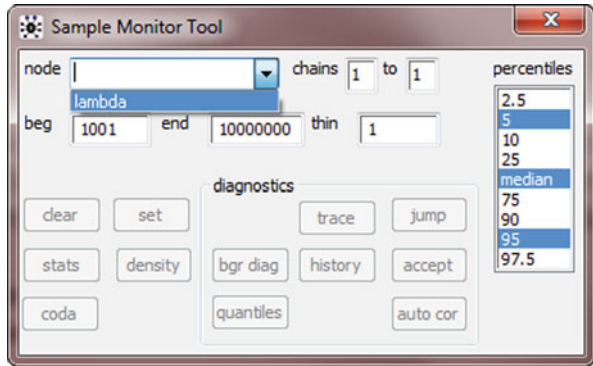 Sample Monitor Tool
node chains 1 to 1 percentiles
lambda
beg 1001 end 10000000 thin 1
2.5
5
10
25
median
75
90
95
97.5
diagnostics
clear set trace jump
stats density bgr diag history accept
coda quantiles auto cor